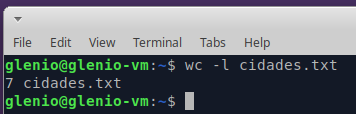 File Edit View Terminal Tabs Help
glenio@glenio-vm:~$ wc -l cidades.txt
7 cidades.txt
glenio@glenio-vm:~$